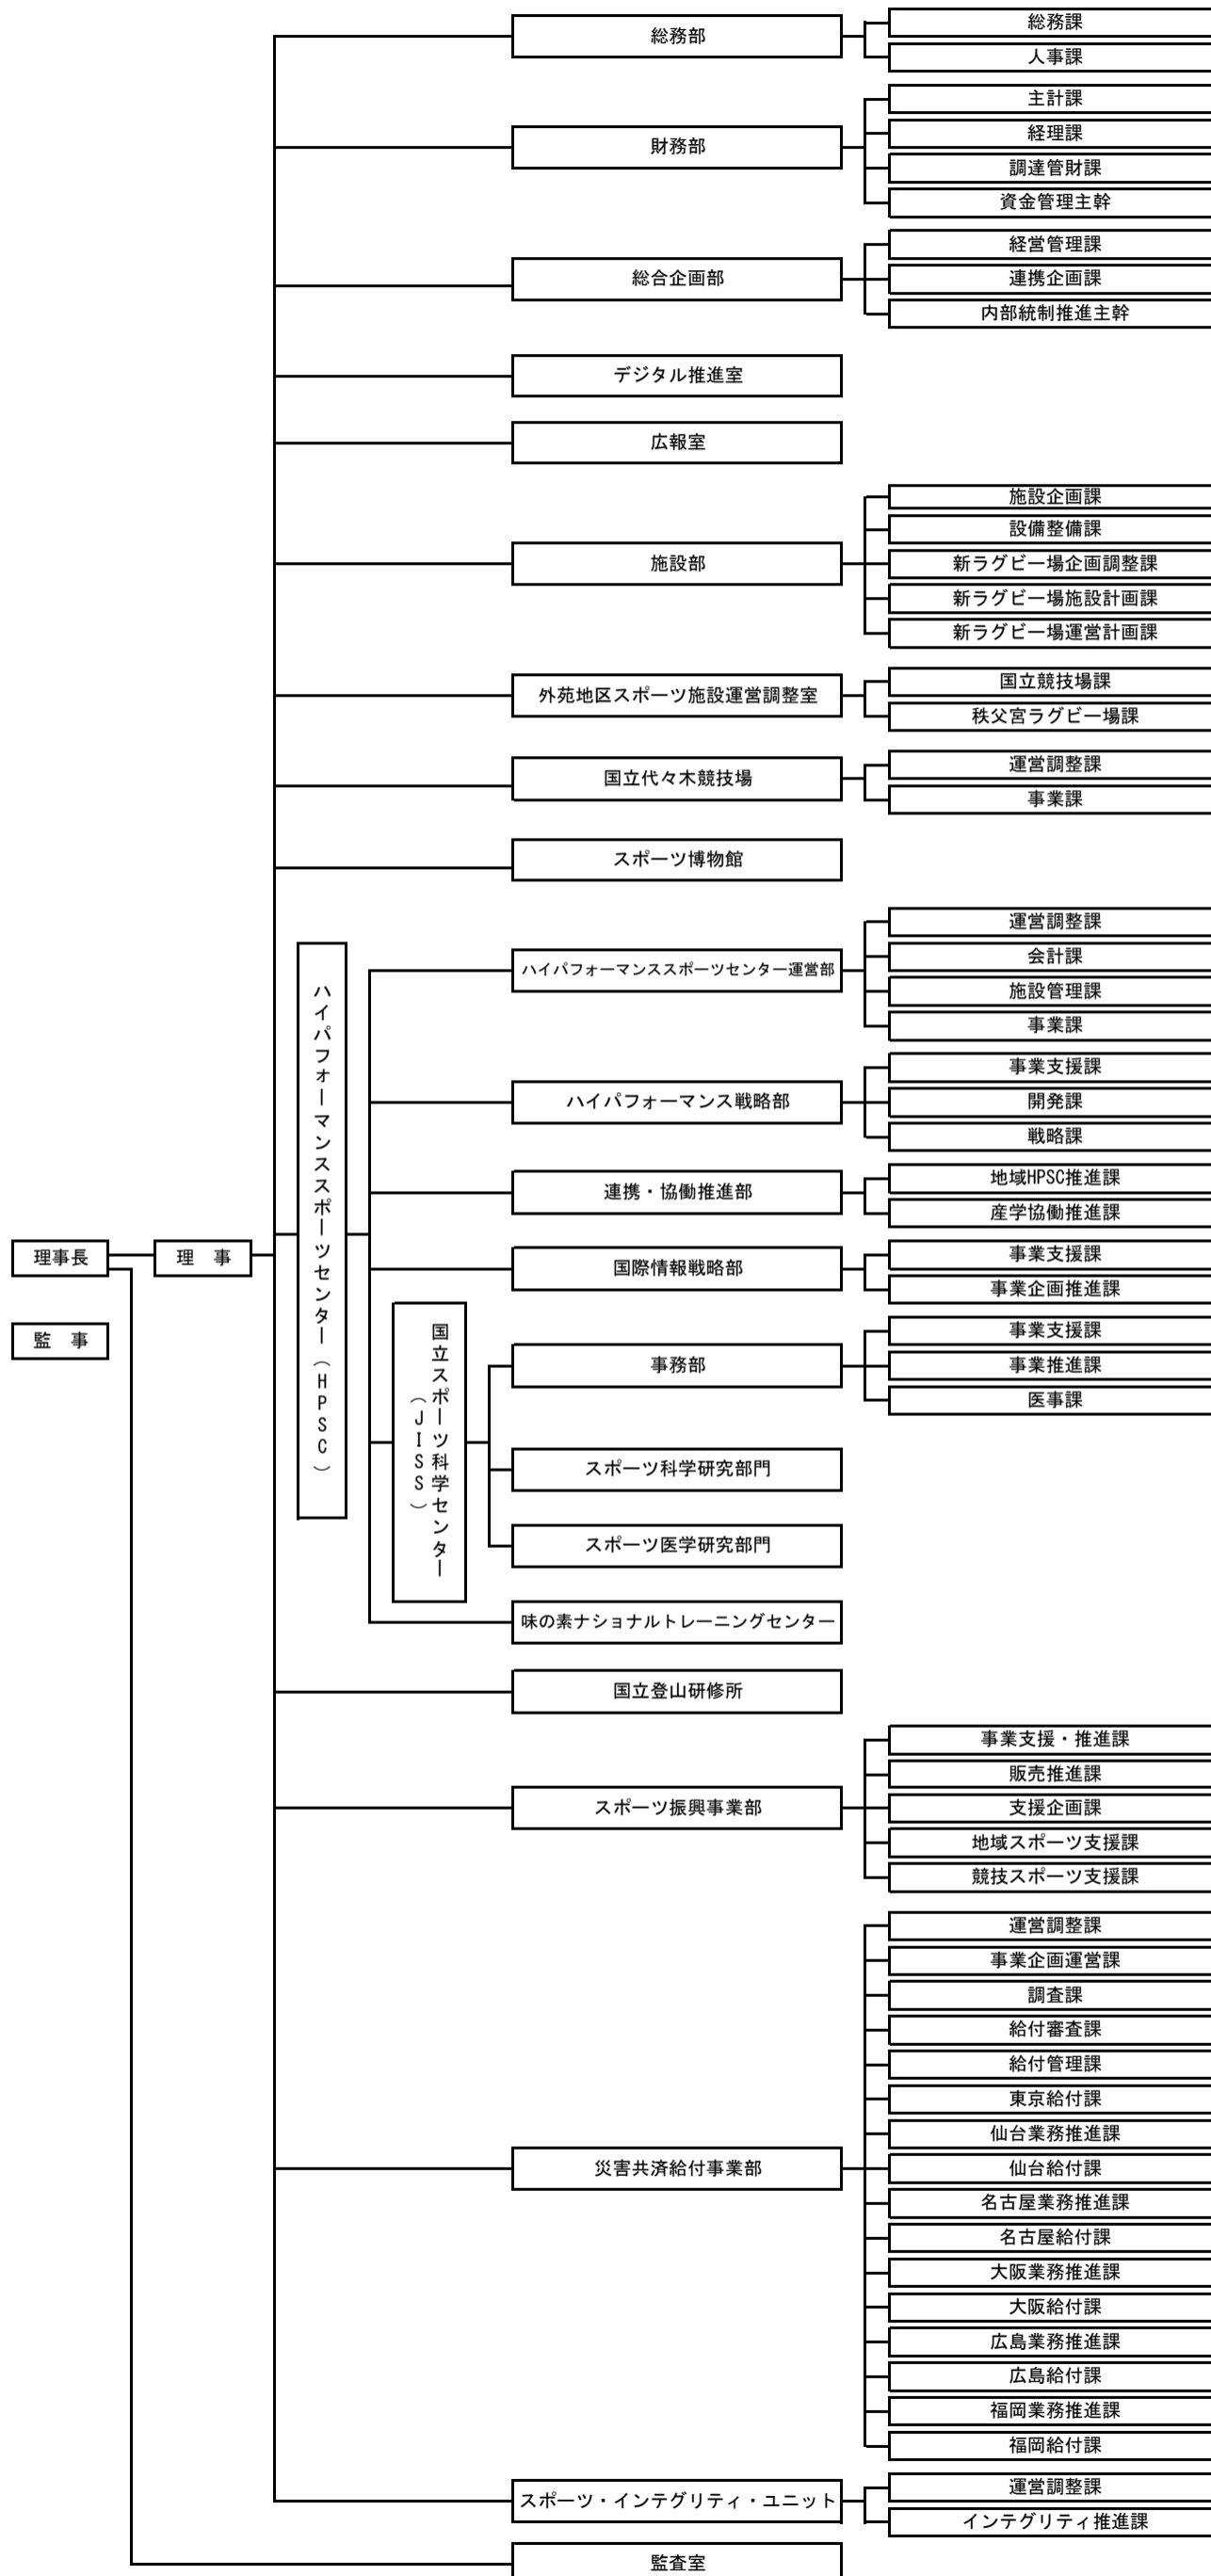 理事長
監　事
理　事
総務部
総務課
人事課
財務部
主計課
経理課
調達管財課
資金管理主幹
総合企画部
経営管理課
連携企画課
内部統制推進主幹
デジタル推進室
広報室
施設部
施設企画課
設備整備課
新ラグビー場企画調整課
新ラグビー場施設計画課
新ラグビー場運営計画課
外苑地区スポーツ施設運営調整室
国立競技場課
秩父宮ラグビー場課
国立代々木競技場
運営調整課
事業課
スポーツ博物館
ハイパフォーマンススポーツセンター（HPSC）
ハイパフォーマンススポーツセンター運営部
運営調整課
会計課
施設管理課
事業課
ハイパフォーマンス戦略部
事業支援課
開発課
戦略課
連携・協働推進部
地域HPSC推進課
産学協働推進課
国際情報戦略部
事業支援課
事業企画推進課
国立スポーツ科学センター
（JISS）
事務部
事業支援課
事業推進課
医事課
スポーツ科学研究部門
スポーツ医学研究部門
味の素ナショナルトレーニングセンター
国立登山研修所
スポーツ振興事業部
事業支援・推進課
販売推進課
支援企画課
地域スポーツ支援課
競技スポーツ支援課
災害共済給付事業部
運営調整課
事業企画運営課
調査課
給付審査課
給付管理課
東京給付課
仙台業務推進課
仙台給付課
名古屋業務推進課
名古屋給付課
大阪業務推進課
大阪給付課
広島業務推進課
広島給付課
福岡業務推進課
福岡給付課
スポーツ・インテグリティ・ユニット
運営調整課
インテグリティ推進課
監査室